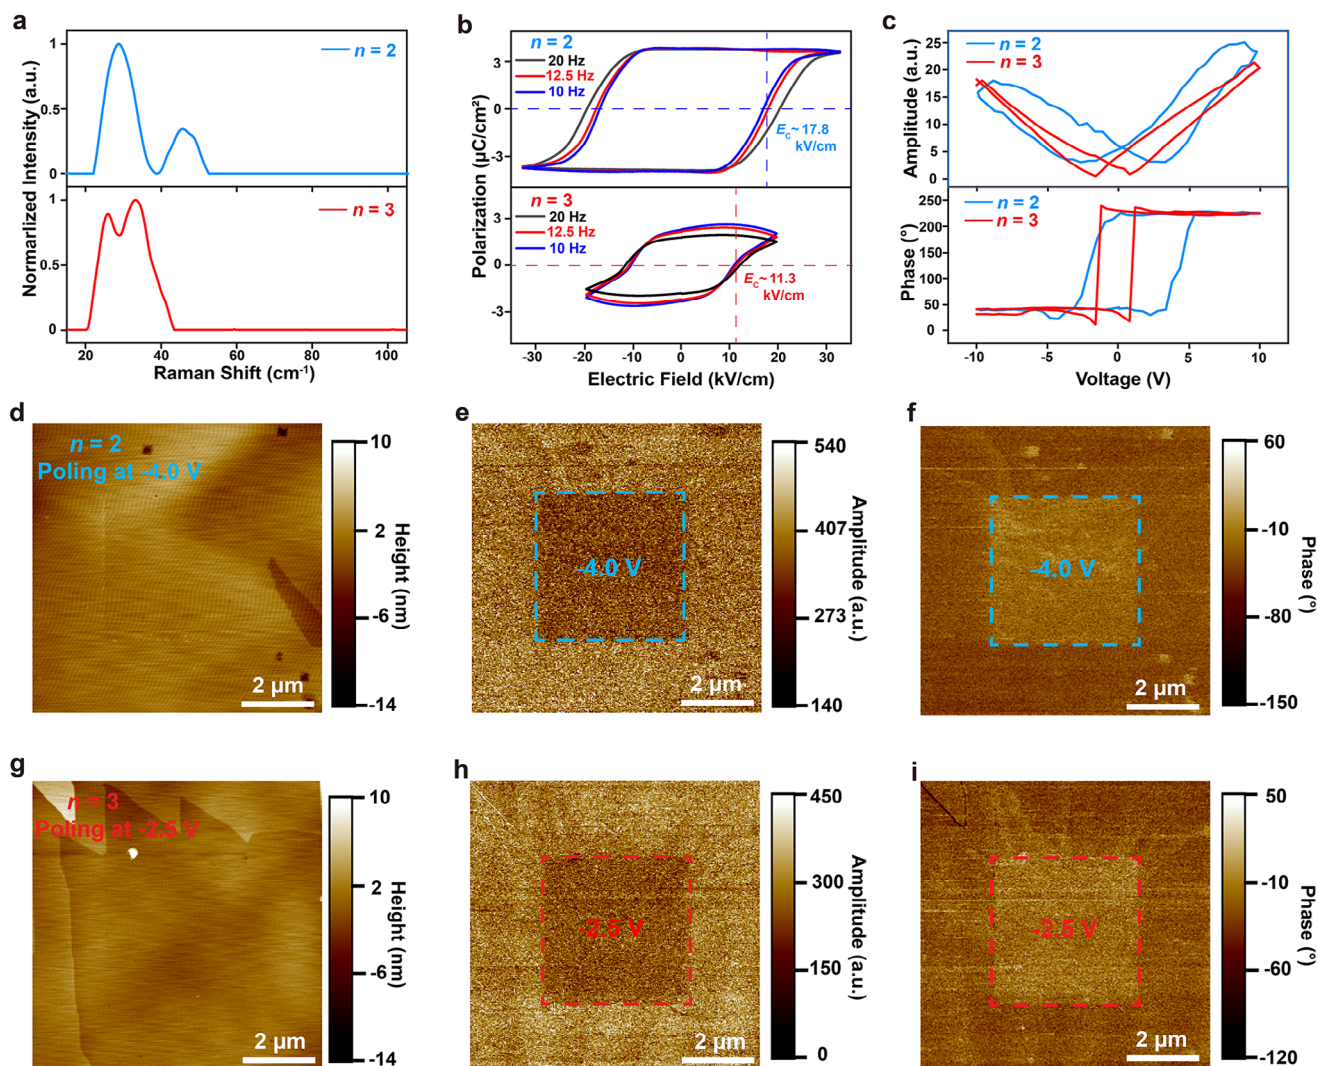 a
Normarlized Intensity (a.u.)
1
0.5
0
n = 2
1
0.5
0
n = 3
20 40 60 80 100
Raman Shift (cm-1)
b
Polarization (μC/cm²)
n = 2
20 Hz
12.5 Hz
10 Hz
3
0
-3
EC~17.8
kV/cm
n = 3
20 Hz
12.5 Hz
10 Hz
3
0
-3
EC~11.3
kV/cm
-30 -20 -10 0 10 20 30
Electric Field (kV/cm)
c
Amplitude (a.u.)
25
20
15
10
5
0
n = 2
n = 3
Phase (°)
250
200
150
100
50
0
n = 2
n = 3
-10 -5 0 5 10
Voltage (V)
d
n = 2
Poling at -4.0 V
2 μm
10
2
-6
-14
Height (nm)
e
-4.0 V
2 μm
540
407
273
140
Amplitude (a.u.)
f
-4.0 V
2 μm
60
-10
-80
-150
Phase (°)
g
n = 3
Poling at -2.5 V
2 μm
10
2
-6
-14
Height (nm)
h
-2.5 V
2 μm
450
300
150
0
Amplitude (a.u.)
i
-2.5 V
2 μm
50
-10
-60
-120
Phase (°)